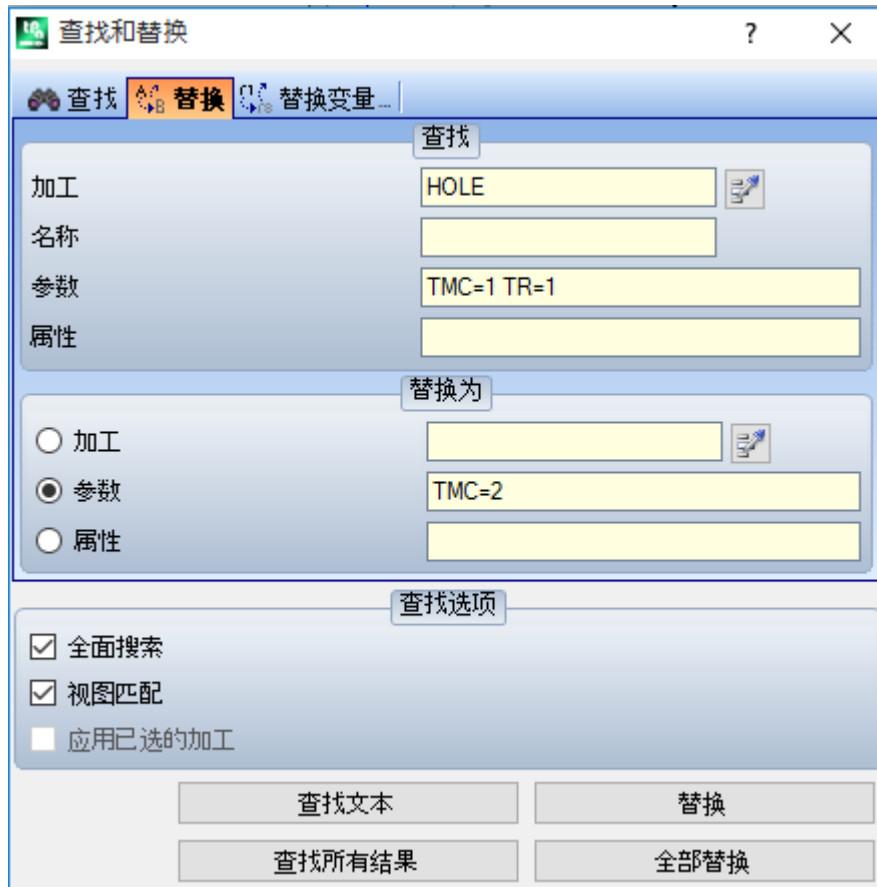 查找和替换
查找 替换 替换变量...
查找
加工 HOLE
名称
参数 TMC=1 TR=1
属性
替换为
加工
参数 TMC=2
属性
查找选项
全面搜索
视图匹配
应用已选的加工
查找文本 替换
查找所有结果 全部替换